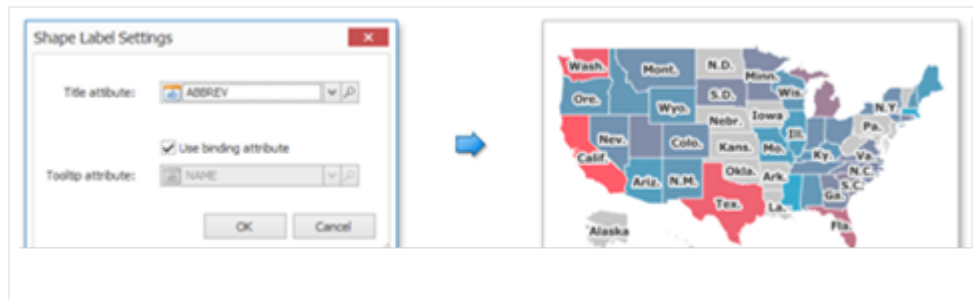 Shape Label Settings
Title attibute: ABBREV
Use binding attribute
Tooltip attribute: NAME
OK Cancel
Wash. Mont. N.D. Minn.
Ore. Wyo. S.D. Wis. N.Y.
Nebr. Iowa Pa.
Nev. Colo. Kans. Mo. Ill. Ky. Va.
Calif. Ariz. N.M. Okla. Ark. N.C.
S.C.
Tex. La. Ga.
Alaska Fla.